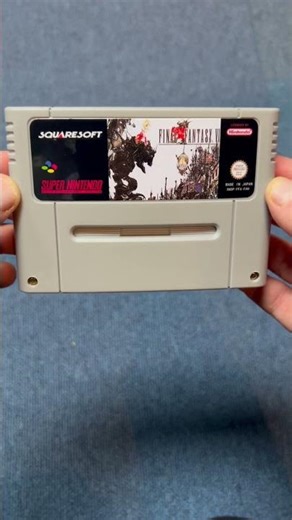 SQUARESOFT
FINAL FANTASY VI
Nintendo
SUPER NINTENDO
MADE IN JAPAN